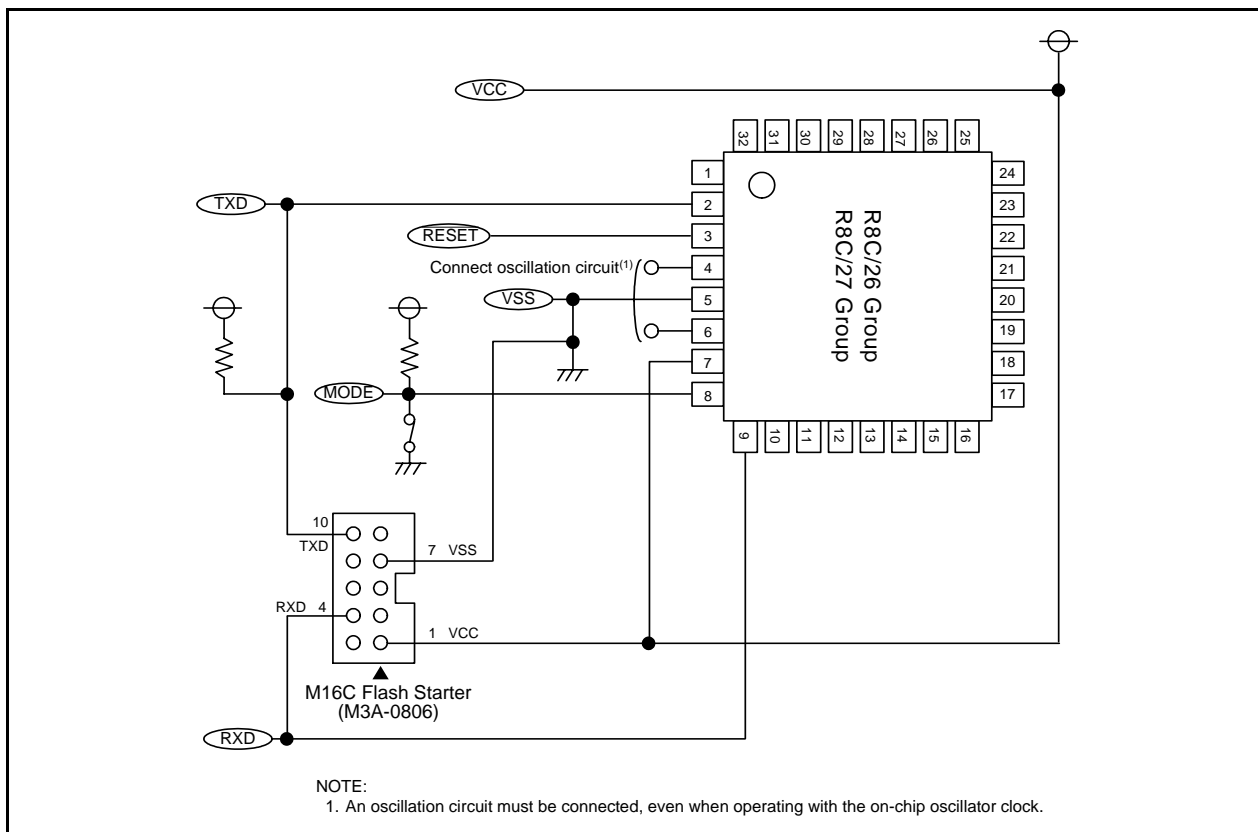 VCC
32 31 30 29 28 27 26 25
1
2
3
4
5
6
7
8
24
23
22
21
20
19
18
17
9 10 11 12 13 14 15 16
R8C/26 Group
R8C/27 Group
TXD
RESET
Connect oscillation circuit(1)
VSS
MODE
10
TXD
7 VSS
RXD 4
1 VCC
M16C Flash Starter
(M3A-0806)
RXD
NOTE:
1. An oscillation circuit must be connected, even when operating with the on-chip oscillator clock.